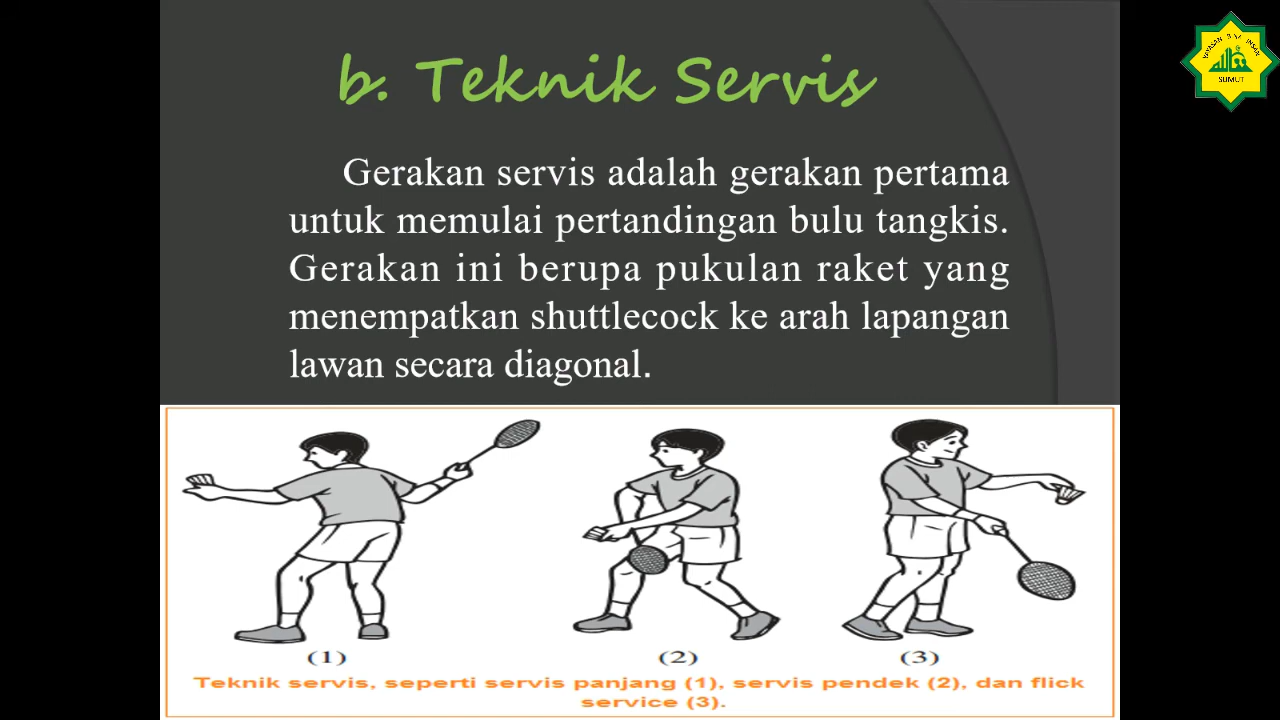 b. Teknik Servis
Gerakan servis adalah gerakan pertama
untuk memulai pertandingan bulu tangkis.
Gerakan ini berupa pukulan raket yang
menempatkan shuttlecock ke arah lapangan
lawan secara diagonal.
(1) (2) (3)
Teknik servis, seperti servis panjang (1), servis pendek (2), dan flick
service (3).
YAYASAN
SUMUT